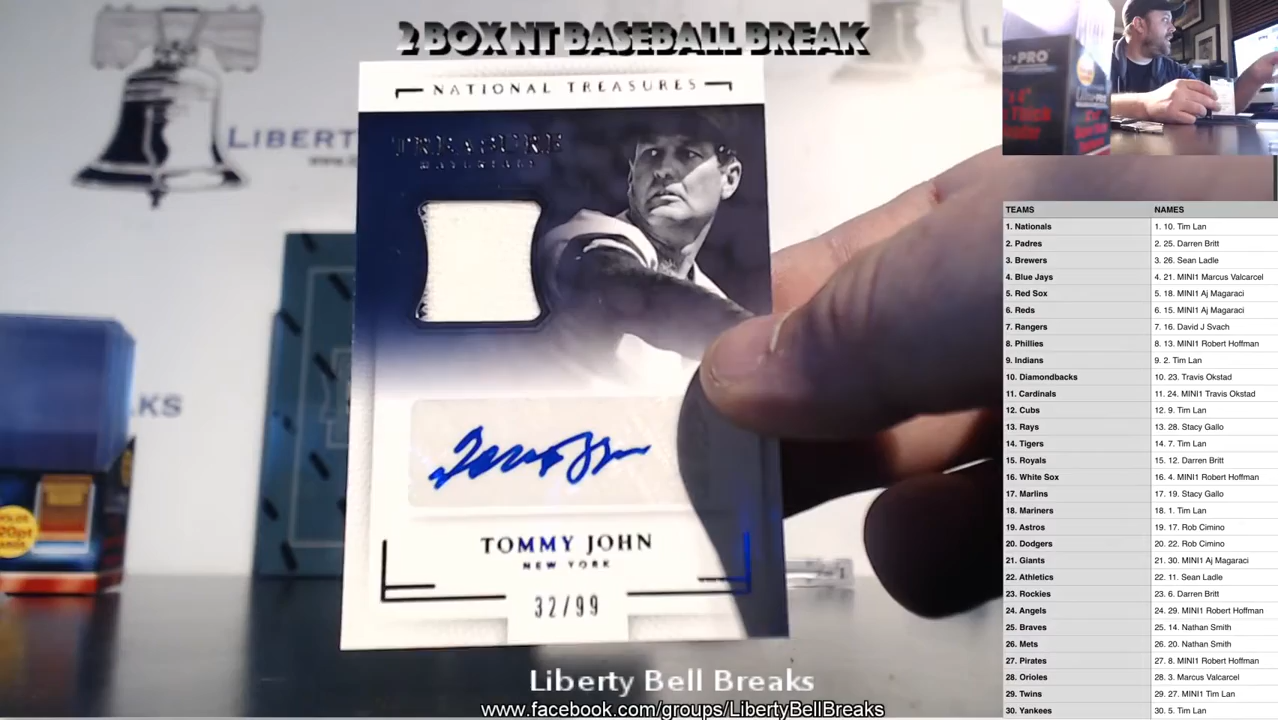 2 BOX NT BASEBALL BREAK
LIBERT
www.
KS
NATIONAL TREASURES
TREASURE
MATERIALS
TOMMY JOHN
NEW YORK
32/99
20pt
Liberty Bell Breaks
www.facebook.com/groups/LibertyBellBreaks
PRO
TEAMS NAMES
1. Nationals 1. 10. Tim Lan
2. Padres 2. 25. Darren Britt
3. Brewers 3. 26. Sean Ladle
4. Blue Jays 4. 21. MINI1 Marcus Valcarcel
5. Red Sox 5. 18. MINI1 Aj Magaraci
6. Reds 6. 15. MINI1 Aj Magaraci
7. Rangers 7. 16. David J Svach
8. Phillies 8. 13. MINI1 Robert Hoffman
9. Indians 9. 2. Tim Lan
10. Diamondbacks 10. 23. Travis Okstad
11. Cardinals 11. 24. MINI1 Travis Okstad
12. Cubs 12. 9. Tim Lan
13. Rays 13. 28. Stacy Gallo
14. Tigers 14. 7. Tim Lan
15. Royals 15. 12. Darren Britt
16. White Sox 16. 4. MINI1 Robert Hoffman
17. Marlins 17. 19. Stacy Gallo
18. Mariners 18. 1. Tim Lan
19. Astros 19. 17. Rob Cimino
20. Dodgers 20. 22. Rob Cimino
21. Giants 21. 30. MINI1 Aj Magaraci
22. Athletics 22. 11. Sean Ladle
23. Rockies 23. 6. Darren Britt
24. Angels 24. 29. MINI1 Robert Hoffman
25. Braves 25. 14. Nathan Smith
26. Mets 26. 20. Nathan Smith
27. Pirates 27. 8. MINI1 Robert Hoffman
28. Orioles 28. 3. Marcus Valcarcel
29. Twins 29. 27. MINI1 Tim Lan
30. Yankees 30. 5. Tim Lan